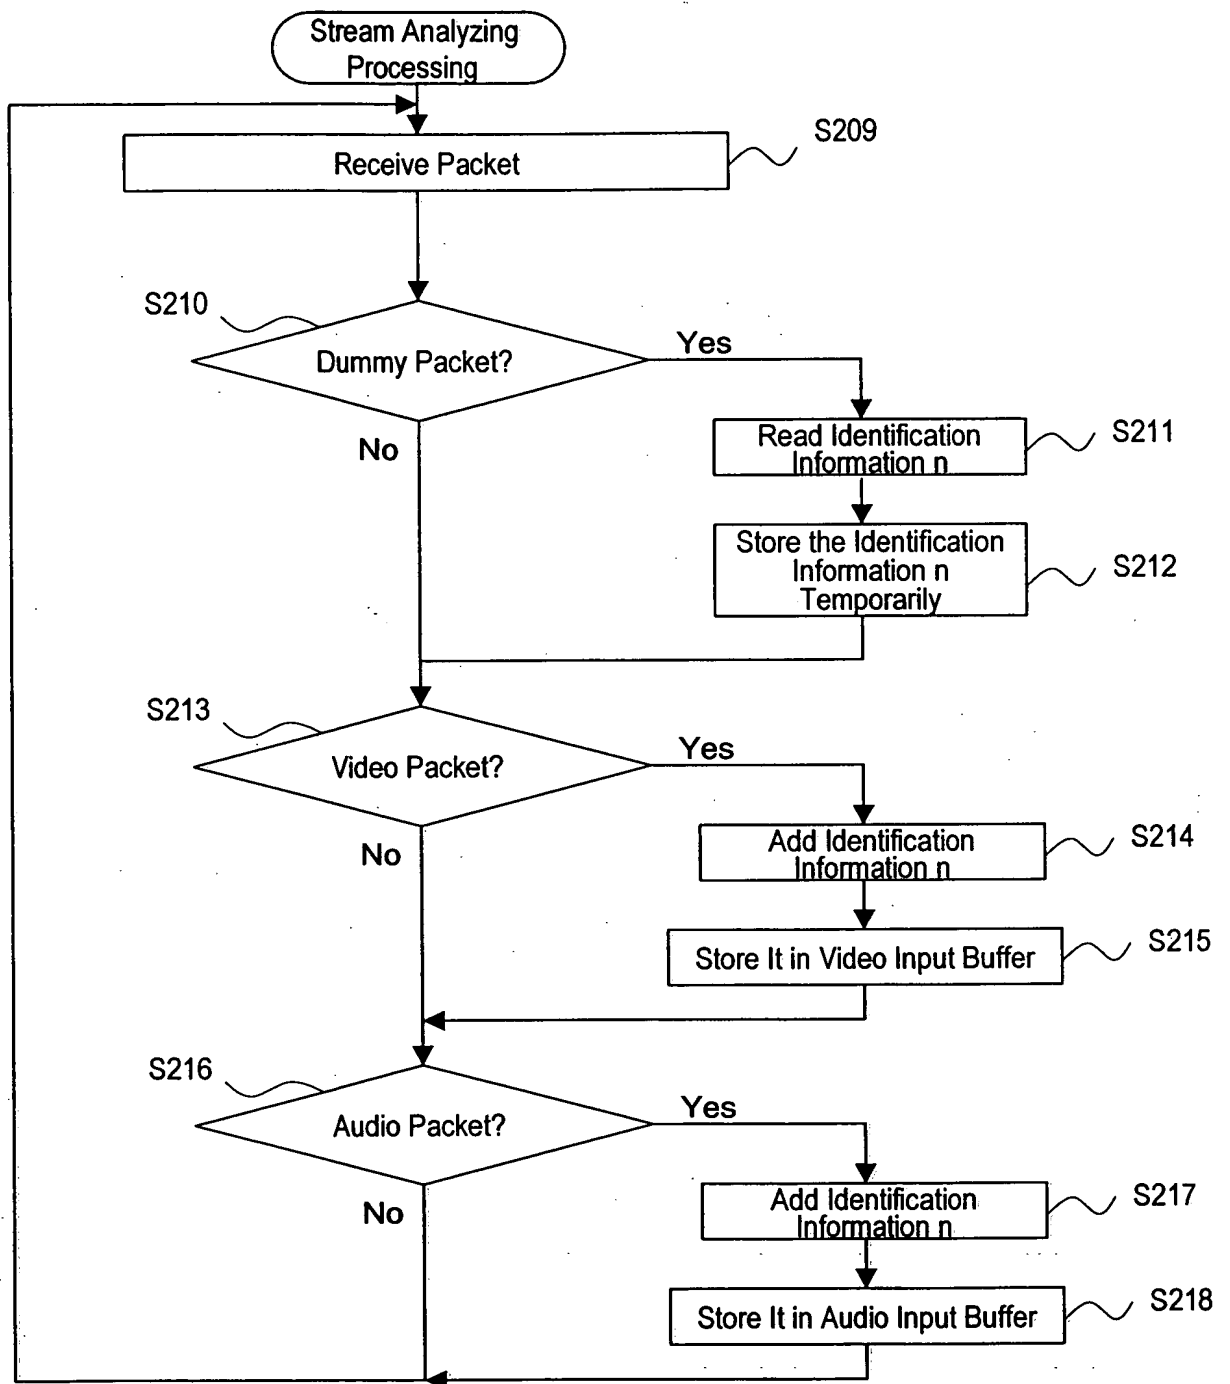 Stream Analyzing
Processing
S209
Receive Packet
S210
Dummy Packet?
Yes
No
Read Identification
Information n
S211
Store the Identification
Information n
Temporarily
S212
S213
Video Packet?
Yes
No
Add Identification
Information n
S214
Store It in Video Input Buffer
S215
S216
Audio Packet?
Yes
No
Add Identification
Information n
S217
Store It in Audio Input Buffer
S218